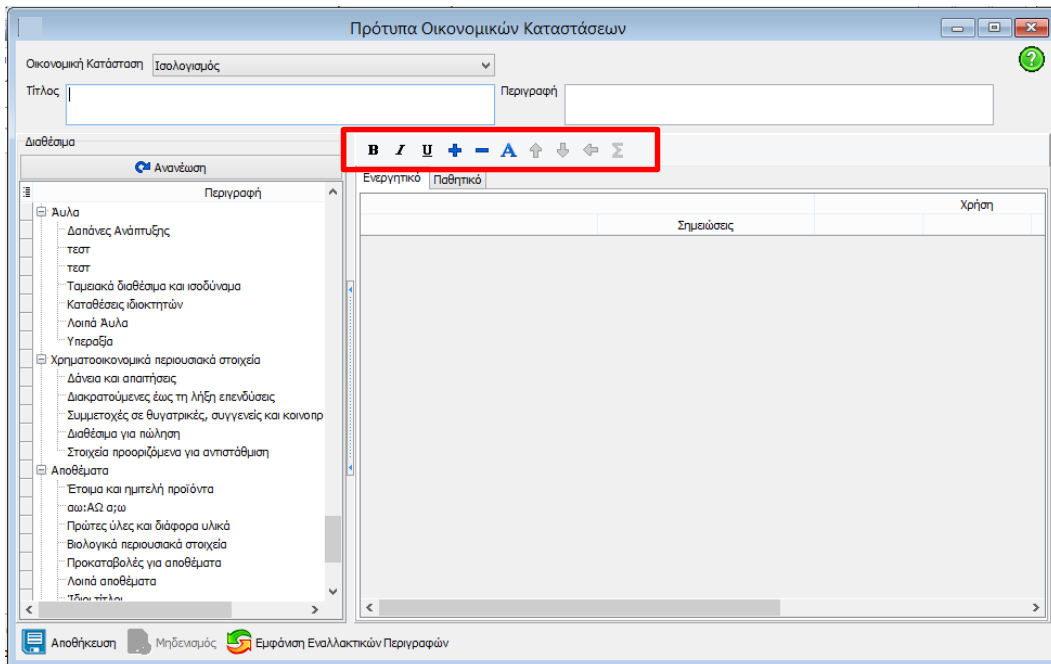 Πρότυπα Οικονομικών Καταστάσεων
Οικονομική Κατάσταση Ισολογισμός
Τίτλος Περιγραφή
Διαθέσιμα
B I U + − A Σ
Ανανέωση
Ενεργητικό Παθητικό
Περιγραφή
Χρήση
Σημειώσεις
Άυλα
Δαπάνες Ανάπτυξης
τεστ
τεστ
Ταμειακά διαθέσιμα και ισοδύναμα
Καταθέσεις ιδιοκτητών
Λοιπά Άυλα
Υπεραξία
Χρηματοοικονομικά περιουσιακά στοιχεία
Δάνεια και απαιτήσεις
Διακρατούμενες έως τη λήξη επενδύσεις
Συμμετοχές σε θυγατρικές, συγγενείς και κοινοπρ
Διαθέσιμα για πώληση
Στοιχεία προοριζόμενα για αντιστάθμιση
Αποθέματα
Έτοιμα και ημιτελή προϊόντα
αω:ΑΩ α;ω
Πρώτες ύλες και διάφορα υλικά
Βιολογικά περιουσιακά στοιχεία
Προκαταβολές για αποθέματα
Λοιπά αποθέματα
Ίδιοι τίτλοι
Αποθήκευση Μηδενισμός Εμφάνιση Εναλλακτικών Περιγραφών